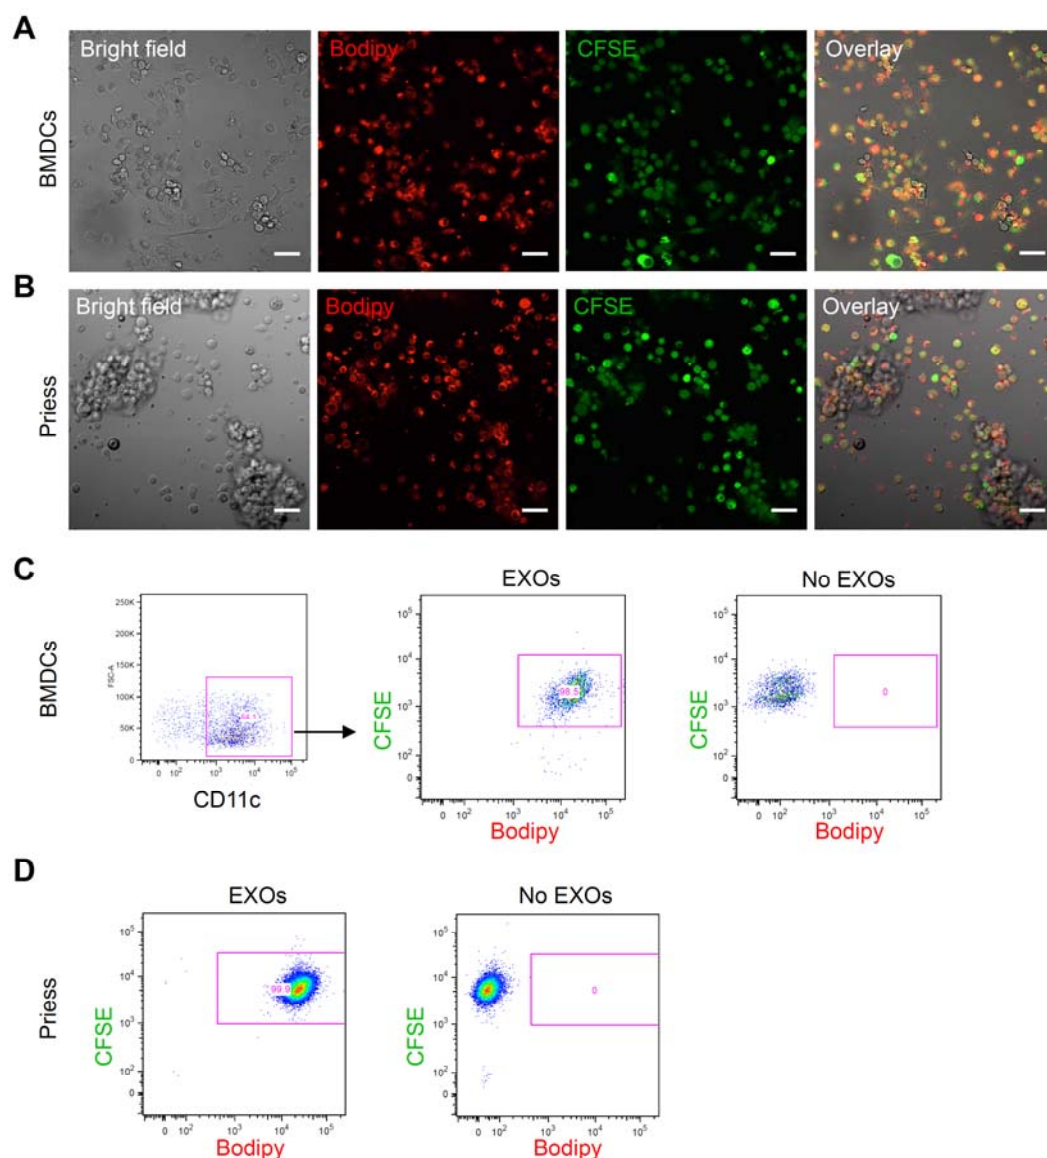 A
BMDCs
Bright field
Bodipy
CFSE
Overlay
B
Priess
Bright field
Bodipy
CFSE
Overlay
C
BMDCs
250K
200K
150K
100K
50K
0
FSC-A
0 10² 10³ 10⁴ 10⁵
CD11c
EXOs
10⁵
10⁴
10³
10²
0
CFSE
98.5
0 10² 10³ 10⁴ 10⁵
Bodipy
No EXOs
10⁵
10⁴
10³
10²
0
CFSE
0
0 10² 10³ 10⁴ 10⁵
Bodipy
D
Priess
EXOs
10⁵
10⁴
10³
10²
0
CFSE
99.9
0 10² 10³ 10⁴ 10⁵
Bodipy
No EXOs
10⁵
10⁴
10³
10²
0
CFSE
0
0 10² 10³ 10⁴ 10⁵
Bodipy